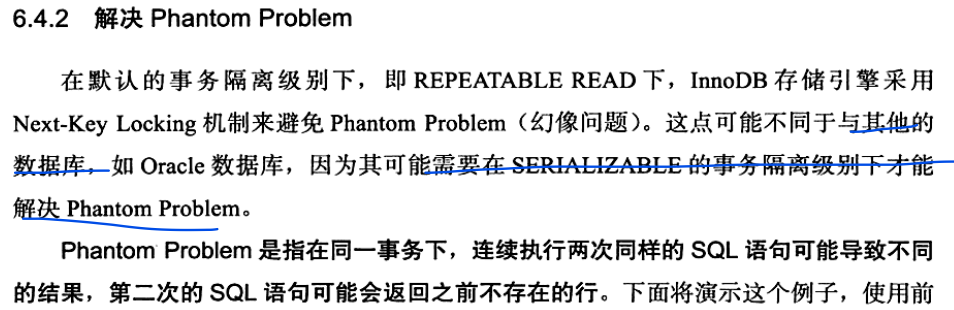 6.4.2 解决 Phantom Problem
在默认的事务隔离级别下，即 REPEATABLE READ 下，InnoDB 存储引擎采用
Next-Key Locking 机制来避免 Phantom Problem（幻像问题）。这点可能不同于与其他的
数据库，如 Oracle 数据库，因为其可能需要在 SERIALIZABLE 的事务隔离级别下才能
解决 Phantom Problem。
Phantom Problem 是指在同一事务下，连续执行两次同样的 SQL 语句可能导致不同
的结果，第二次的 SQL 语句可能会返回之前不存在的行。下面将演示这个例子，使用前